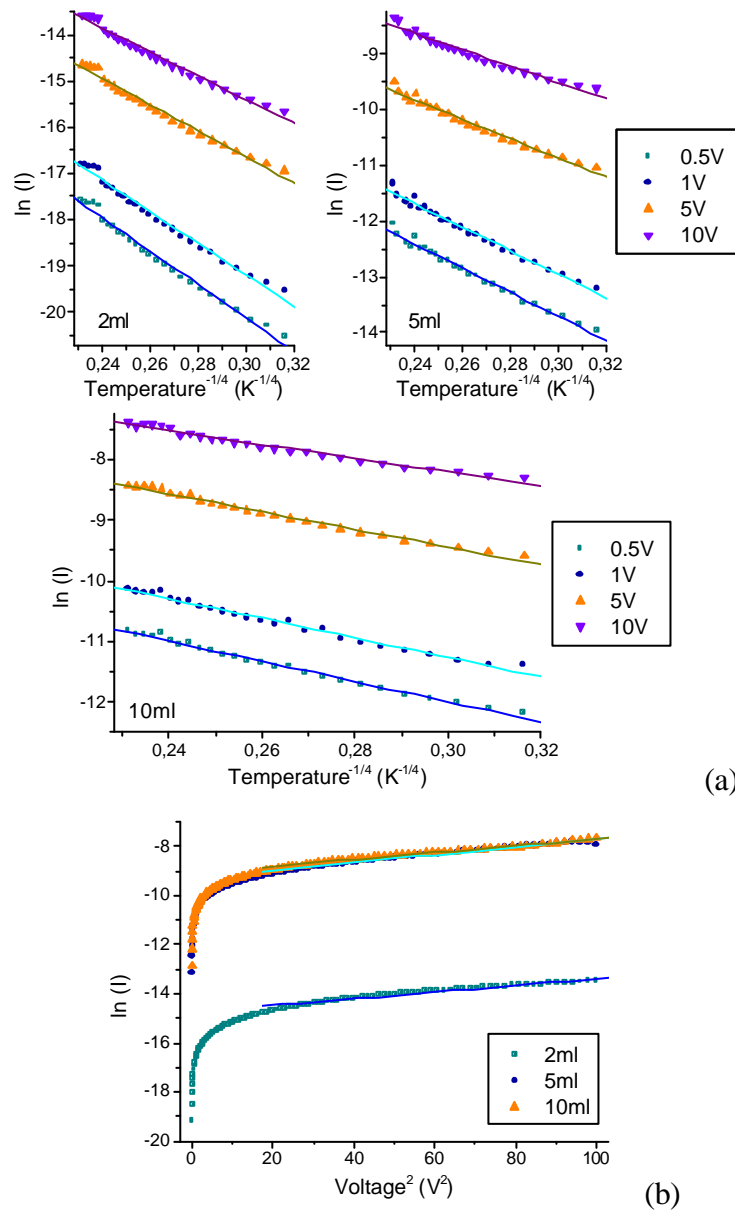 -14
-15
-16
-17
-18
-19
-20
ln (I)
2ml
0,24 0,26 0,28 0,30 0,32
Temperature-1/4 (K-1/4)
-8
-9
-10
-11
-12
-13
-14
ln (I)
5ml
0,24 0,26 0,28 0,30 0,32
Temperature-1/4 (K-1/4)
0.5V
1V
5V
10V
-8
-9
-10
-11
-12
ln (I)
10ml
0,24 0,26 0,28 0,30 0,32
Temperature-1/4 (K-1/4)
0.5V
1V
5V
10V
(a)
-8
-10
-12
-14
-16
-18
-20
ln (I)
0 20 40 60 80 100
Voltage2 (V2)
2ml
5ml
10ml
(b)